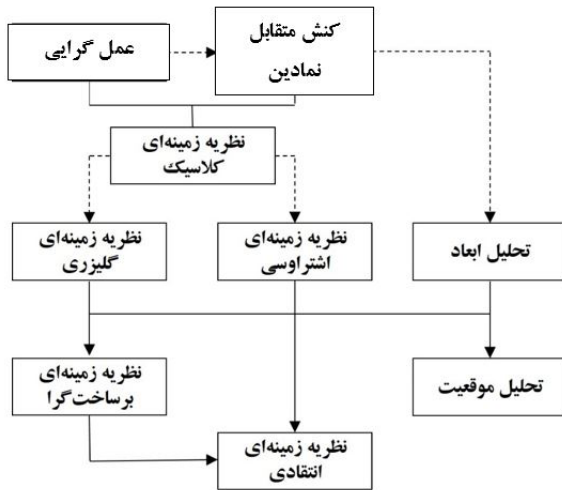 عمل گرایی
کنش متقابل
نمادین
نظریه زمینه‌ای
کلاسیک
نظریه زمینه‌ای
گلیزری
نظریه زمینه‌ای
اشتراوسی
تحلیل ابعاد
نظریه زمینه‌ای
برساخت‌گرا
تحلیل موقعیت
نظریه زمینه‌ای
انتقادی